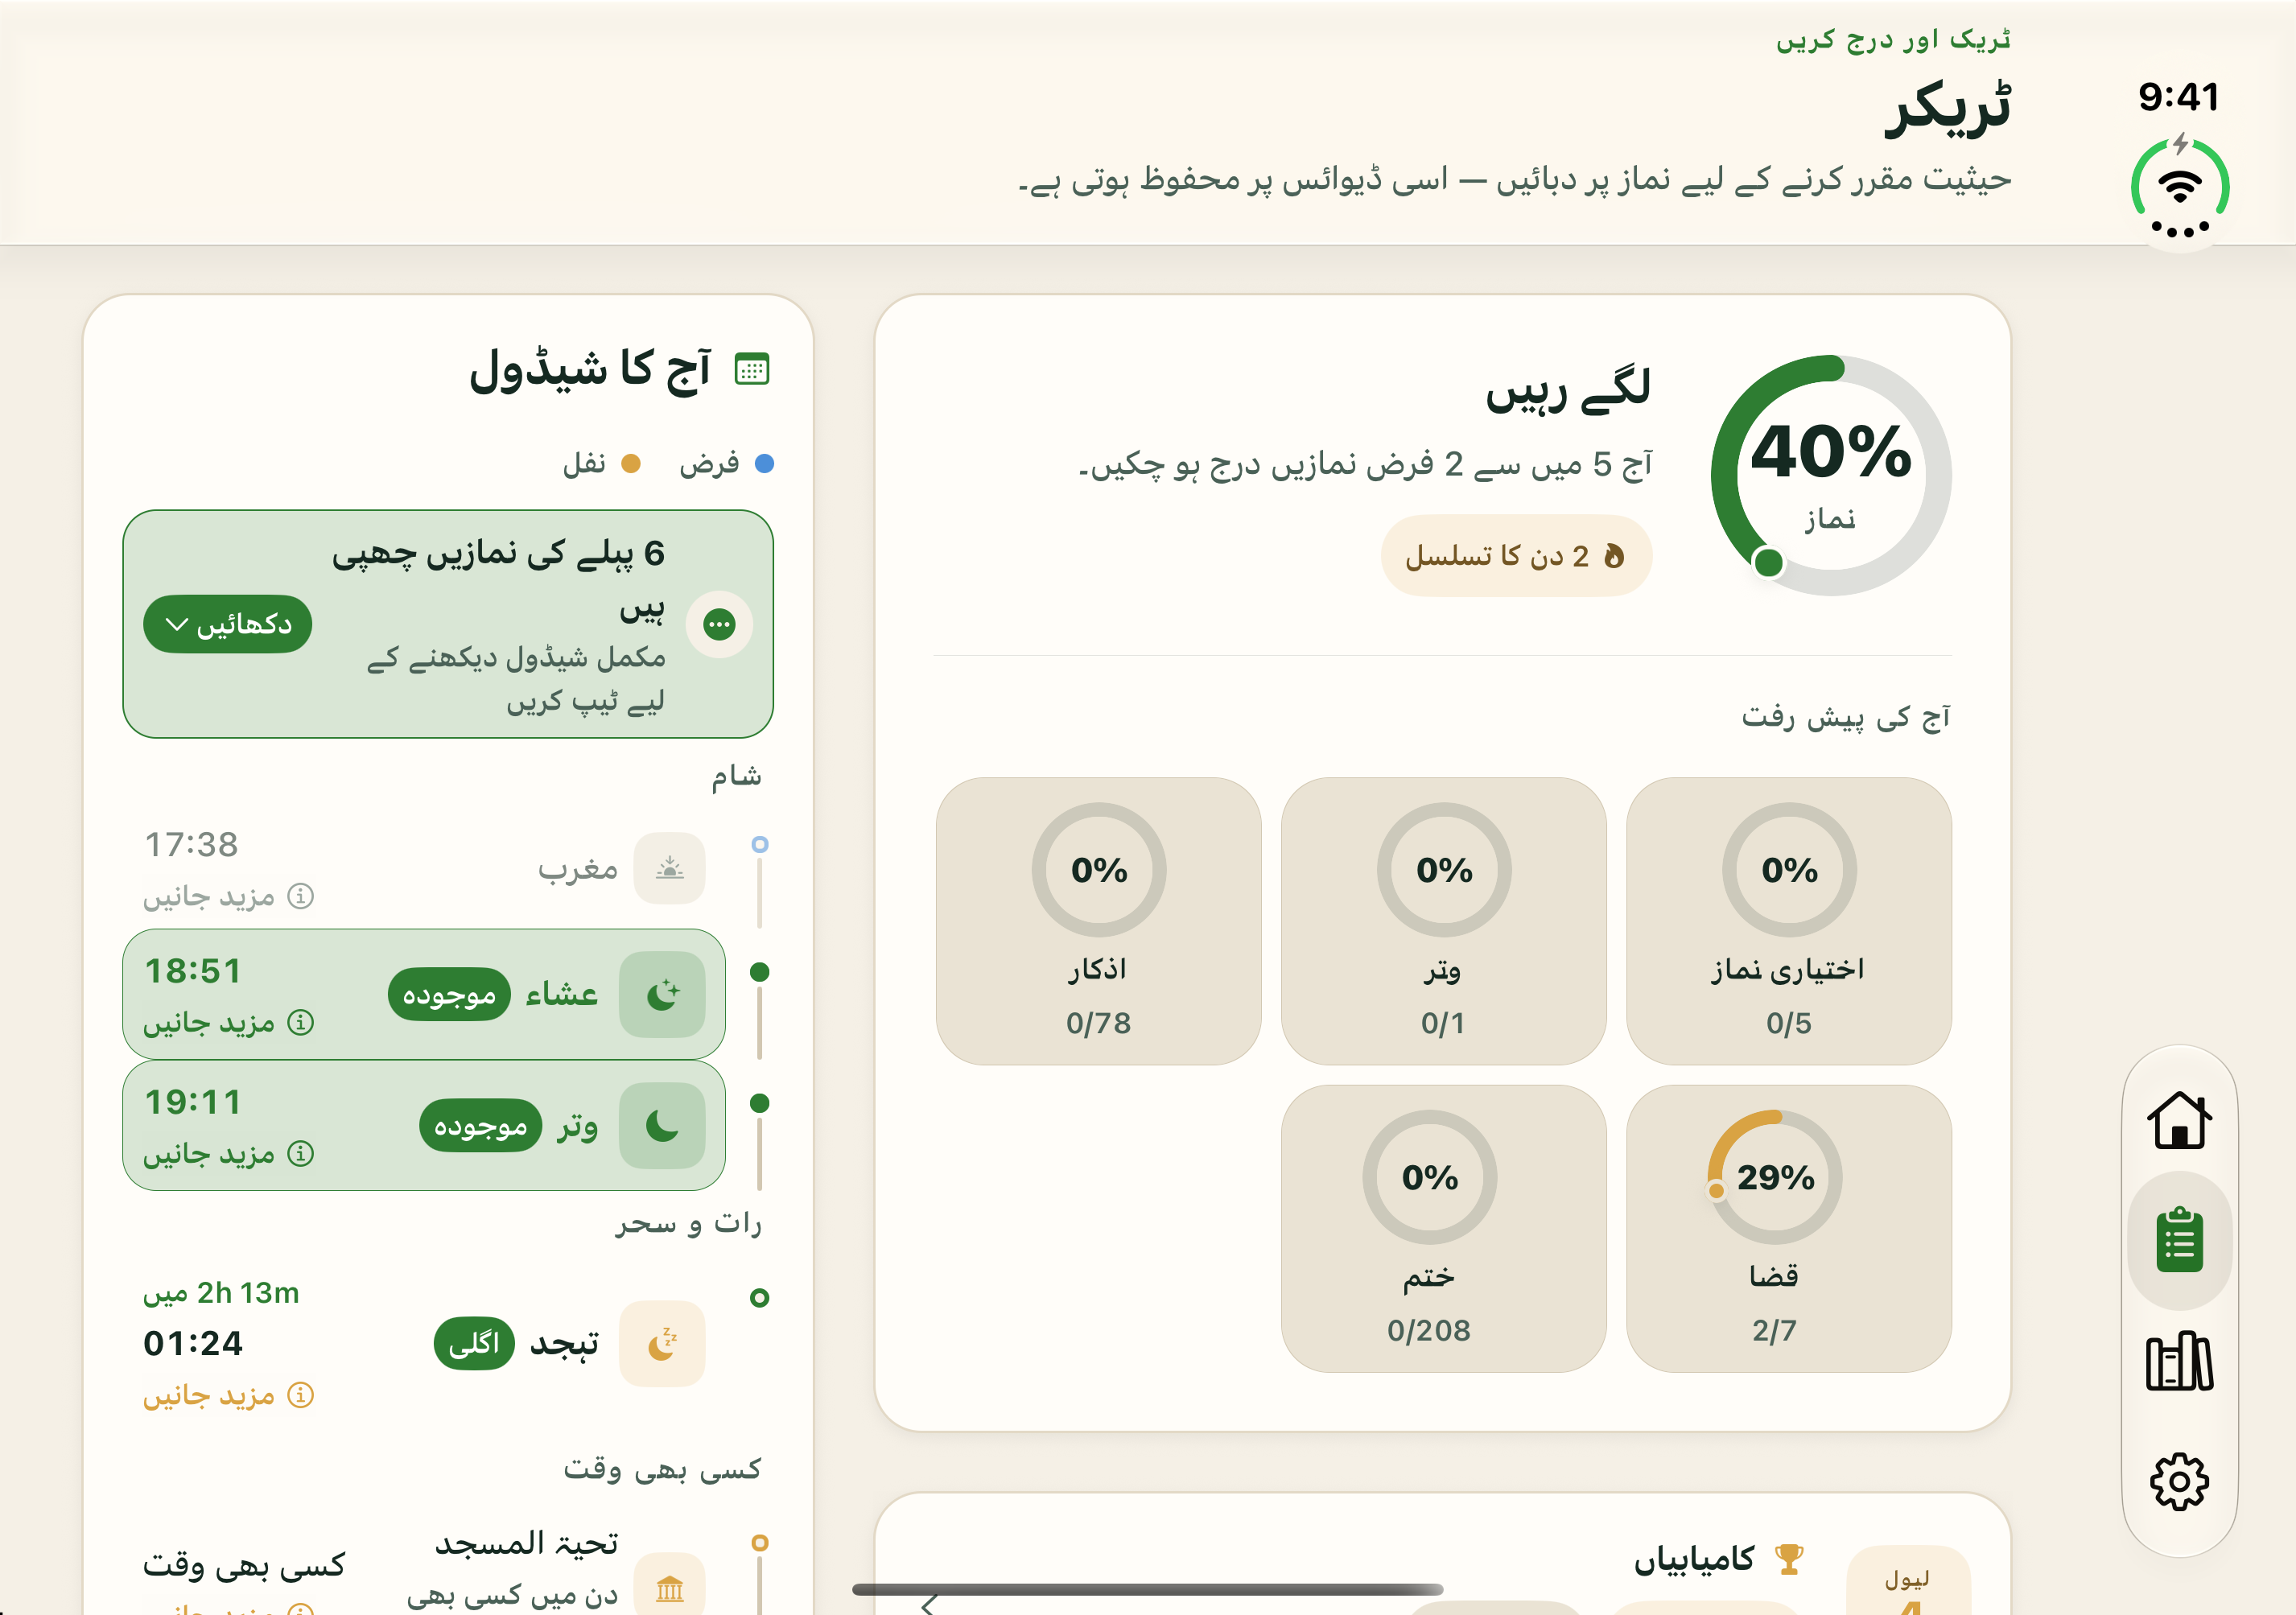 ٹریک اور درج کریں
ٹریکر
حیثیت مقرر کرنے کے لیے نماز پر دبائیں — اسی ڈیوائس پر محفوظ ہوتی ہے۔
9:41
40%
نماز
لگے رہیں
آج 5 میں سے 2 فرض نمازیں درج ہو چکیں۔
2 دن کا تسلسل
آج کی پیش رفت
0%
اختیاری نماز
0/5
0%
وتر
0/1
0%
اذکار
0/78
29%
قضا
2/7
0%
ختم
0/208
لیول
کامیابیاں
آج کا شیڈول
فرض
نفل
6 پہلے کی نمازیں چھپی
ہیں
مکمل شیڈول دیکھنے کے
لیے ٹیپ کریں
دکھائیں
شام
مغرب
17:38
مزید جانیں
عشاء
موجودہ
18:51
مزید جانیں
وتر
موجودہ
19:11
مزید جانیں
رات و سحر
تہجد
اگلی
2h 13m میں
01:24
مزید جانیں
کسی بھی وقت
تحیۃ المسجد
دن میں کسی بھی
کسی بھی وقت